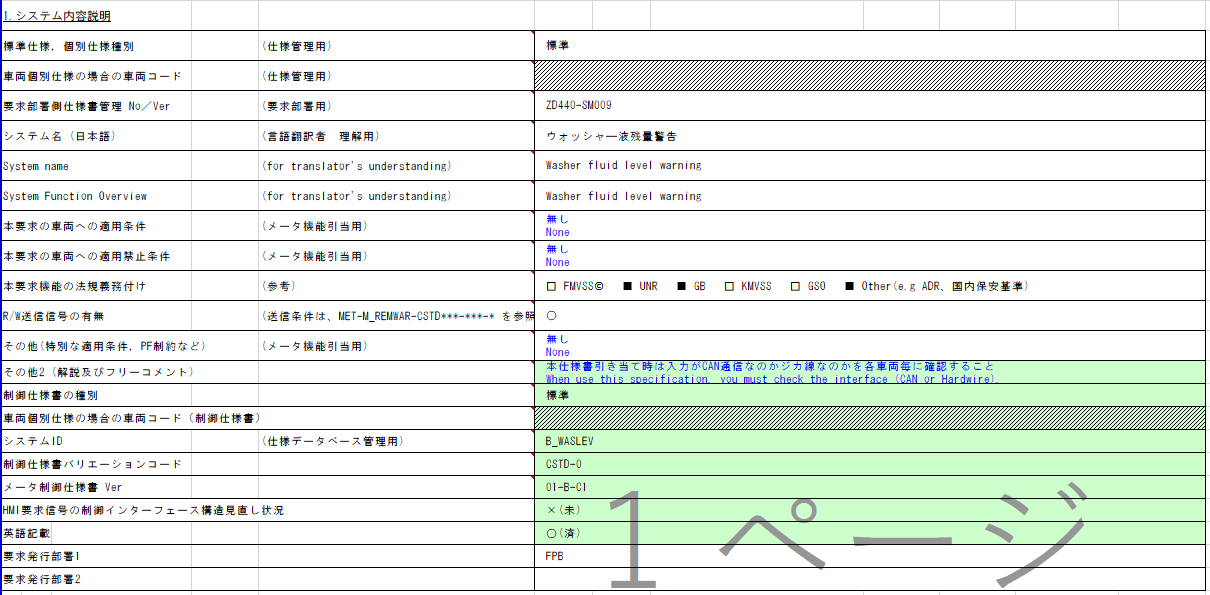 1. システム内容説明
標準仕様, 個別仕様種別 (仕様管理用) 標準
車両個別仕様の場合の車両コード (仕様管理用)
要求部署側仕様書管理 No／Ver (要求部署用) ZD440-SM009
システム名 (日本語) (言語翻訳者　理解用) ウォッシャー液残量警告
System name (for translator's understanding) Washer fluid level warning
System Function Overview (for translator's understanding) Washer fluid level warning
本要求の車両への適用条件 (メータ機能引当用) 無し
None
本要求の車両への適用禁止条件 (メータ機能引当用) 無し
None
本要求機能の法規義務付け (参考) □ FMVSS© ■ UNR ■ GB □ KMVSS □ GSO ■ Other(e.g ADR、国内保安基準)
R/W送信信号の有無 (送信条件は、MET-M_REMWAR-CSTD***-***-* を参照 ○
その他(特別な適用条件, PF制約など) (メータ機能引当用) 無し
None
その他2 (解説及びフリーコメント) 本仕様書引き当て時は入力がCAN通信なのかジカ線なのかを各車両毎に確認すること
When use this specification, you must check the interface (CAN or Hardwire).
制御仕様書の種別 標準
車両個別仕様の場合の車両コード (制御仕様書)
システムID (仕様データベース管理用) B_WASLEV
制御仕様書バリエーションコード CSTD-0
メータ制御仕様書 Ver 01-B-C1
HMI要求信号の制御インターフェース構造見直し状況 ×(未)
英語記載 ○(済)
要求発行部署1 FPB
要求発行部署2
1 ページ